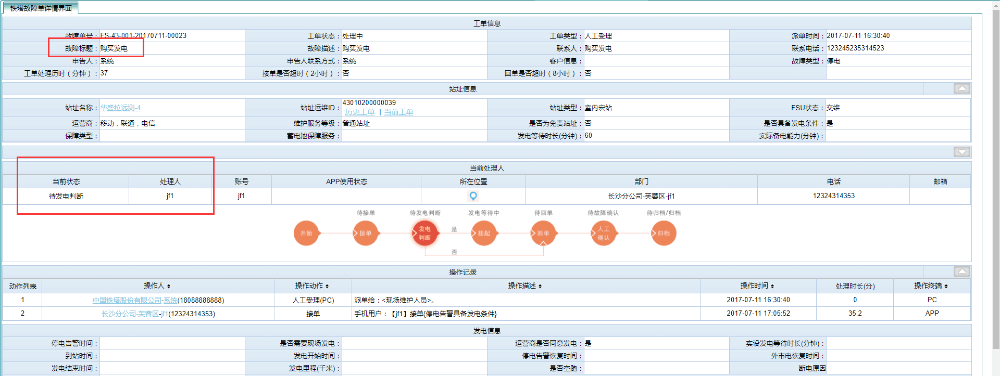 铁塔故障单详情界面
工单信息
故障单号： FS-43-001-20170711-00023 工单状态： 处理中 工单类型： 人工受理 派单时间： 2017-07-11 16:30:40
故障标题： 购买发电 故障描述： 购买发电 联系人： 购买发电 联系电话： 123245235314523
申告人： 系统 申告人联系方式： 系统 客户信息： 故障类型： 停电
工单处理历时（分钟）： 37 接单是否超时（2小时）： 否 回单是否超时（8小时）： 否
站址信息
站址名称： 华盛拉远测-4 站址运维ID： 43010200000039 站址类型： 室内宏站 FSU状态： 交维
历史工单 | 当前工单
运营商： 移动，联通，电信 维护服务等级： 普通站址 是否为免责站址： 否 是否具备发电条件： 是
保障类型： 蓄电池保障服务： 发电等待时长(分钟)： 60 实际备电能力(分钟)：
当前处理人
当前状态 处理人 账号 APP使用状态 所在位置 部门 电话 邮箱
待发电判断 jf1 jf1 长沙分公司-芙蓉区-jf1 12324314353
待接单 待发电判断 发电等待中 待回单 待故障确认 待归档/归档
开始 接单 发电判断 是 挂起 回单 人工确认 归档
否
操作记录
动作列表 操作人 操作动作 操作描述 操作时间 处理时长(分) 操作终端
1 中国铁塔股份有限公司-系统(18088888888) 人工受理(PC) 派单给：<现场维护人员>。 2017-07-11 16:30:40 0 PC
2 长沙分公司-芙蓉区-jf1(12324314353) 接单 手机用户：【jf1】接单{停电告警具备发电条件} 2017-07-11 17:05:52 35.2 APP
发电信息
停电告警时间： 是否需要现场发电： 运营商是否同意发电： 是 实设发电等待时长(分钟)：
到站时间： 发电开始时间： 停电告警恢复时间： 外市电恢复时间：
发电结束时间： 发电里程(千米)： 是否空跑： 断电原因